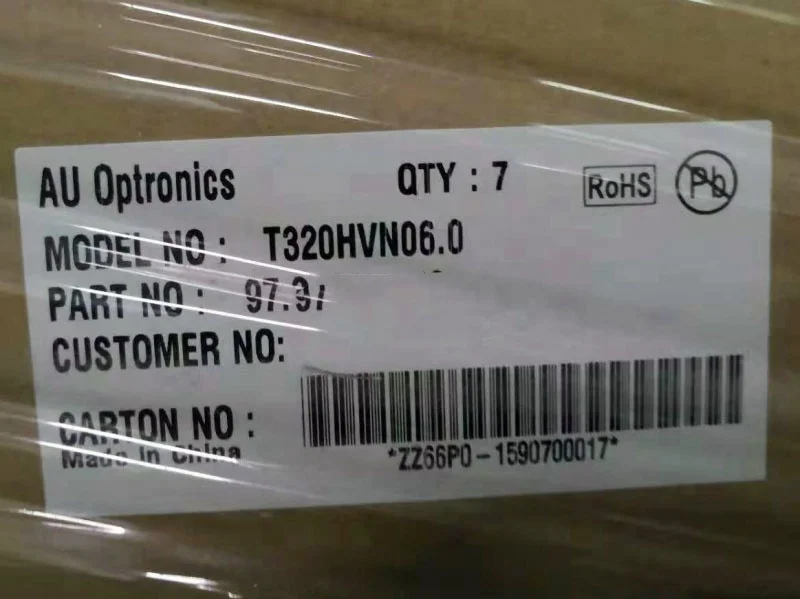 AU Optronics QTY : 7 RoHS Pb
MODEL NO : T320HVN06.0
PART NO :
CUSTOMER NO:
CARTON NO :
*ZZ66P0-1590700017*
Made In China